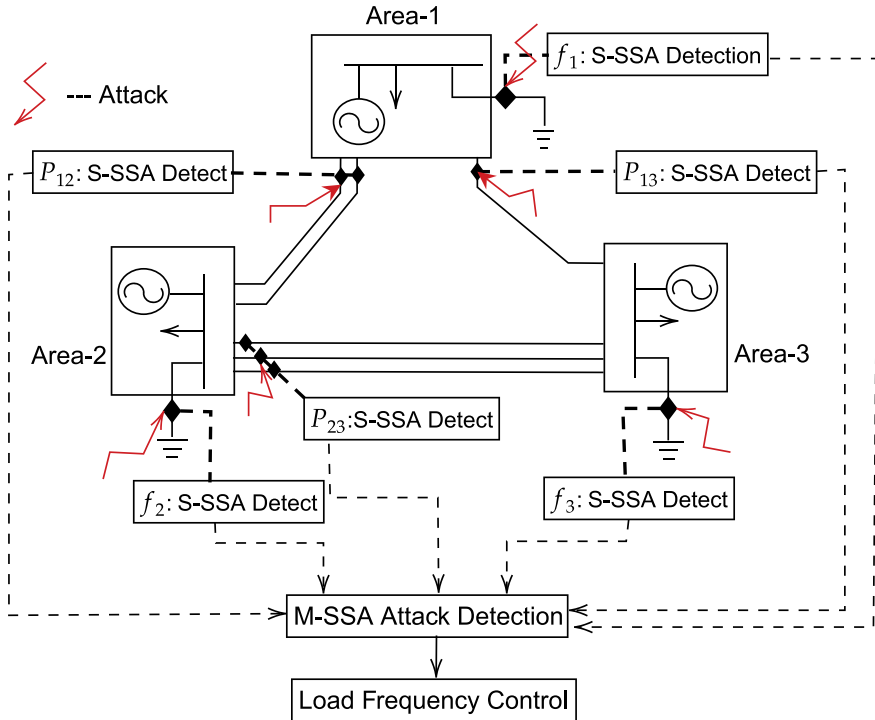 Area-1
f1: S-SSA Detection
--- Attack
P12: S-SSA Detect
P13: S-SSA Detect
Area-2
Area-3
P23:S-SSA Detect
f2: S-SSA Detect
f3: S-SSA Detect
M-SSA Attack Detection
Load Frequency Control